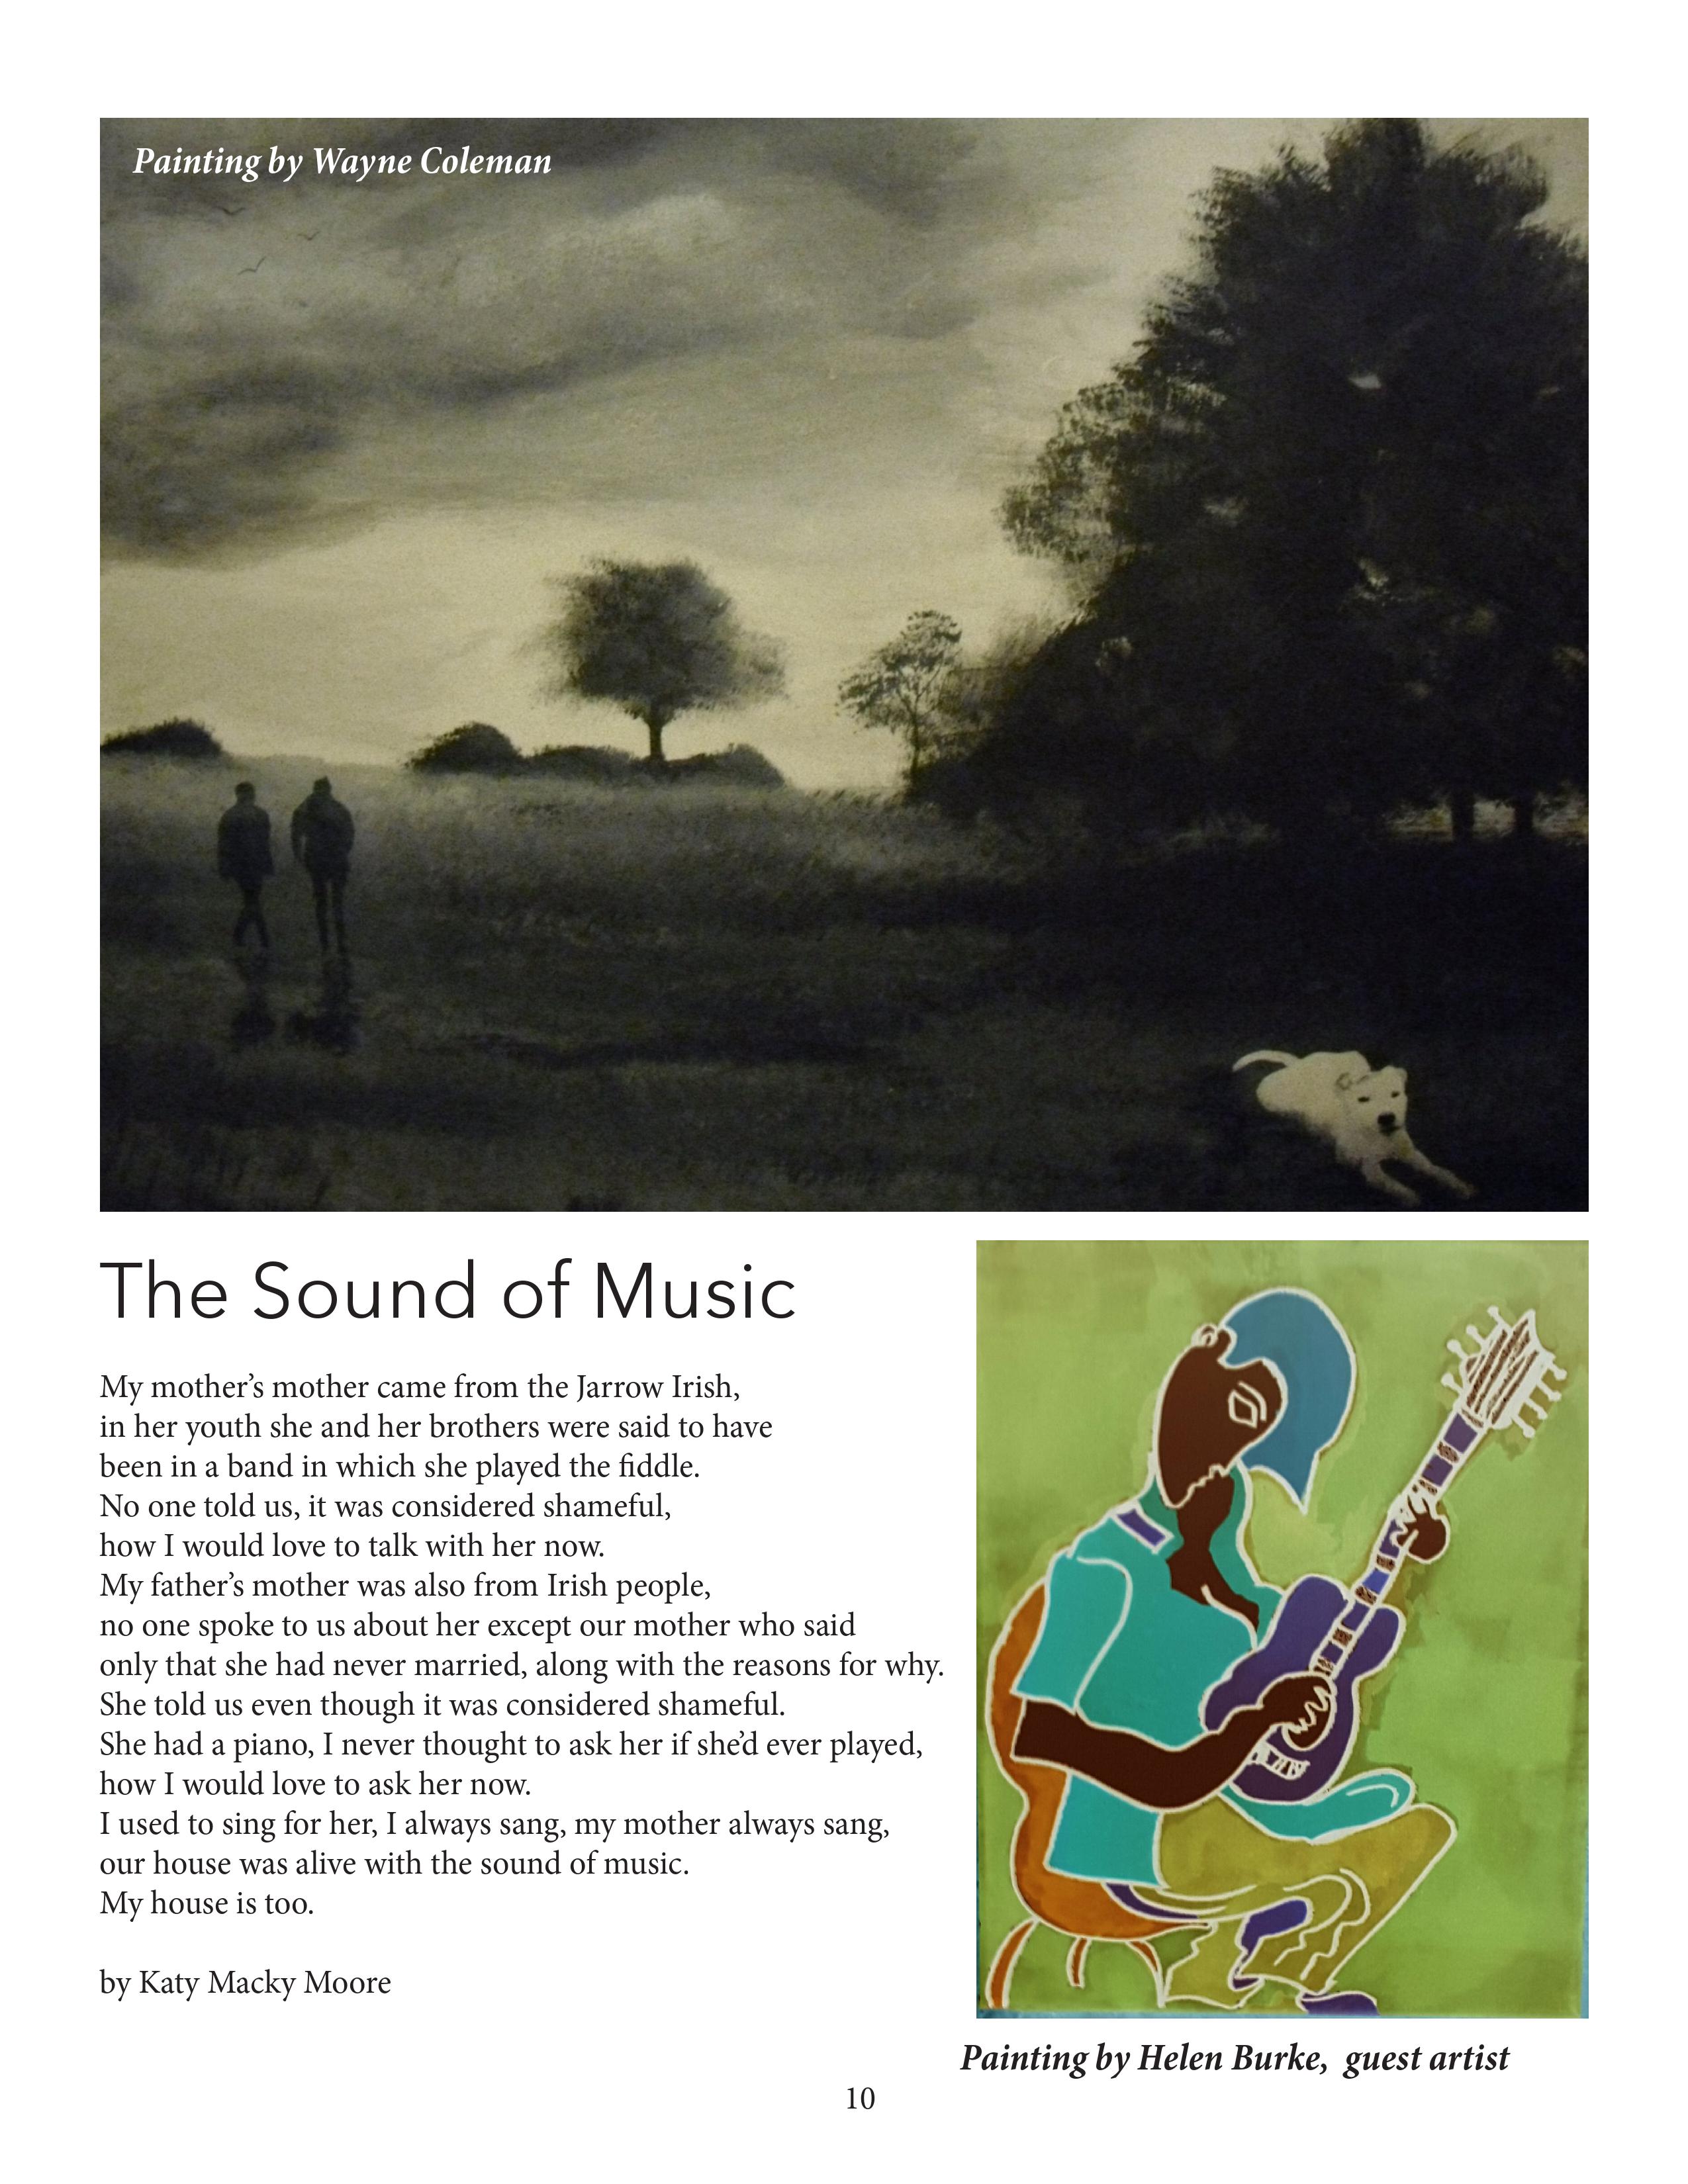 Painting by Wayne Coleman
The Sound of Music
My mother’s mother came from the Jarrow Irish,
in her youth she and her brothers were said to have
been in a band in which she played the fiddle.
No one told us, it was considered shameful,
how I would love to talk with her now.
My father’s mother was also from Irish people,
no one spoke to us about her except our mother who said
only that she had never married, along with the reasons for why.
She told us even though it was considered shameful.
She had a piano, I never thought to ask her if she’d ever played,
how I would love to ask her now.
I used to sing for her, I always sang, my mother always sang,
our house was alive with the sound of music.
My house is too.
by Katy Macky Moore
Painting by Helen Burke, guest artist
10